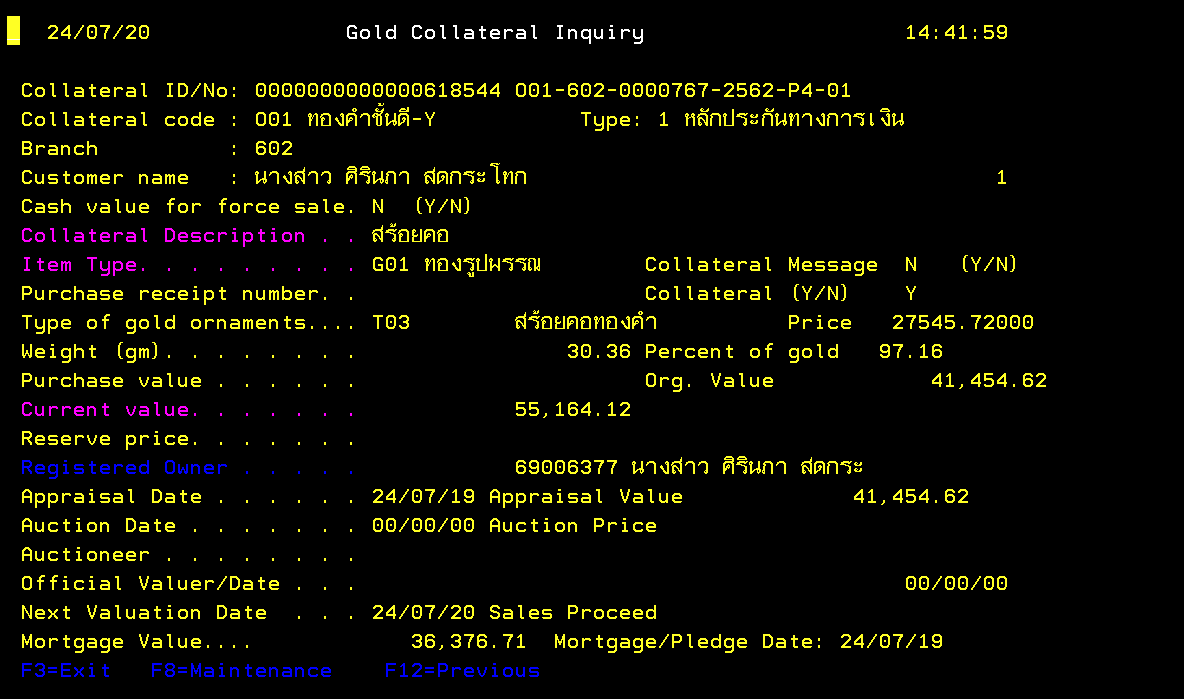 24/07/20 Gold Collateral Inquiry 14:41:59
Collateral ID/No: 0000000000000618544 001-602-0000767-2562-P4-01
Collateral code : 001 ทองคำชั้นดี-Y Type: 1 หลักประกันทางการเงิน
Branch : 602
Customer name : นางสาว ศิรินภา สดกระโทก 1
Cash value for force sale. N (Y/N)
Collateral Description . . สร้อยคอ
Item Type. . . . . . . . . G01 ทองรูปพรรณ Collateral Message N (Y/N)
Purchase receipt number. . Collateral (Y/N) Y
Type of gold ornaments.... T03 สร้อยคอทองคำ Price 27545.72000
Weight (gm). . . . . . . . 30.36 Percent of gold 97.16
Purchase value . . . . . . Org. Value 41,454.62
Current value. . . . . . . 55,164.12
Reserve price. . . . . . .
Registered Owner . . . . . 69006377 นางสาว ศิรินภา สดกระ
Appraisal Date . . . . . . 24/07/19 Appraisal Value 41,454.62
Auction Date . . . . . . . 00/00/00 Auction Price
Auctioneer . . . . . . . .
Official Valuer/Date . . . 00/00/00
Next Valuation Date . . . 24/07/20 Sales Proceed
Mortgage Value.... 36,376.71 Mortgage/Pledge Date: 24/07/19
F3=Exit F8=Maintenance F12=Previous